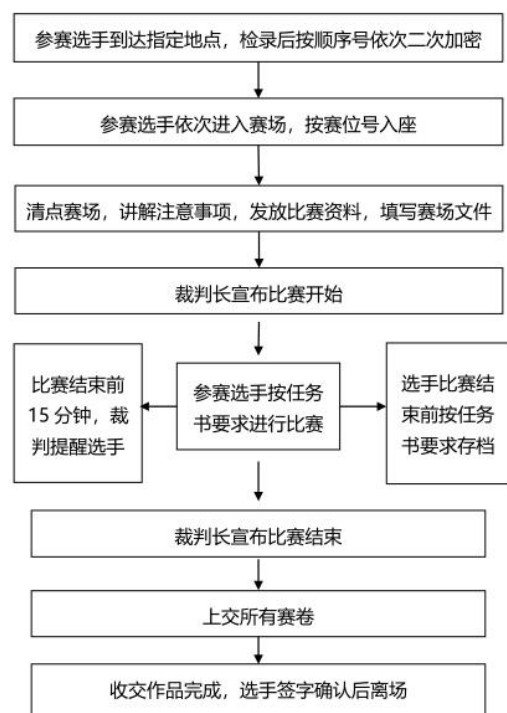 参赛选手到达指定地点，检录后按顺序号依次二次加密
参赛选手依次进入赛场，按赛位号入座
清点赛场，讲解注意事项，发放比赛资料，填写赛场文件
裁判长宣布比赛开始
比赛结束前
15 分钟，裁
判提醒选手
参赛选手按任务
书要求进行比赛
选手比赛结
束前按任务
书要求存档
裁判长宣布比赛结束
上交所有赛卷
收交作品完成，选手签字确认后离场